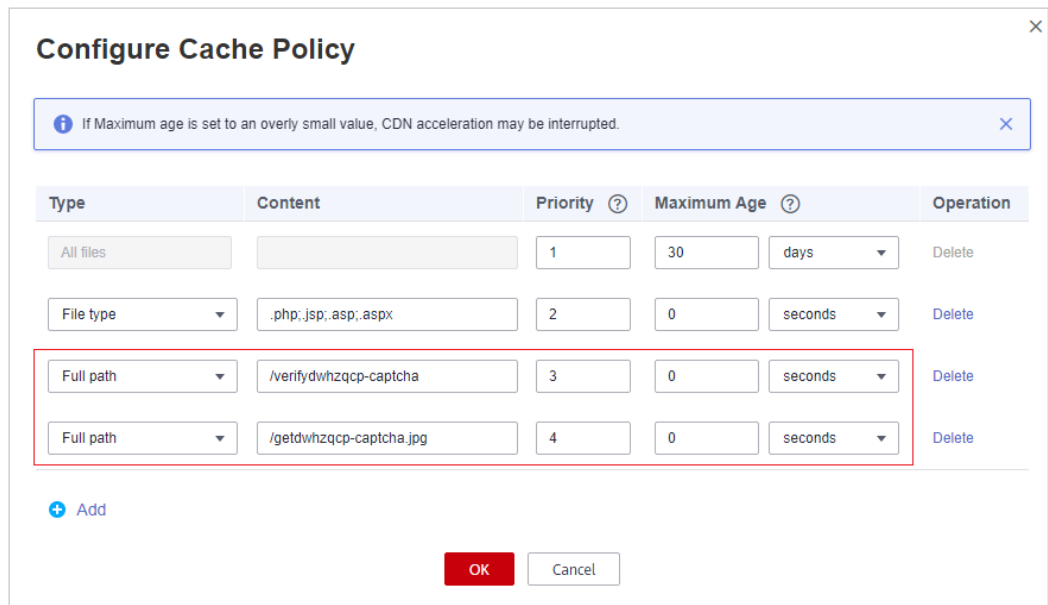 Configure Cache Policy
If Maximum age is set to an overly small value, CDN acceleration may be interrupted.
Type Content Priority ? Maximum Age ? Operation
All files 1 30 days Delete
File type .php;.jsp;.asp;.aspx 2 0 seconds Delete
Full path /verifydwhzqcp-captcha 3 0 seconds Delete
Full path /getdwhzqcp-captcha.jpg 4 0 seconds Delete
Add
OK Cancel